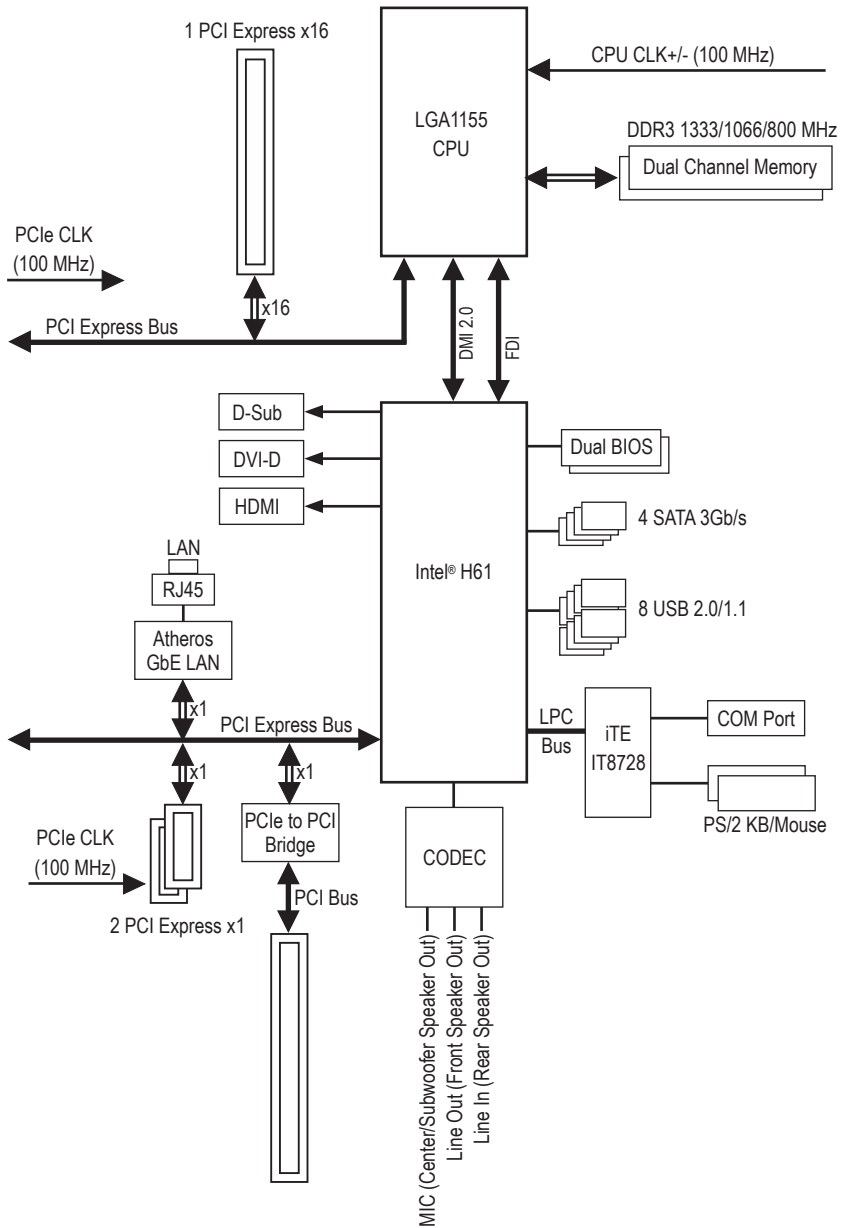 1 PCI Express x16
CPU CLK+/- (100 MHz)
LGA1155
CPU
DDR3 1333/1066/800 MHz
Dual Channel Memory
PCIe CLK
(100 MHz)
x16
PCI Express Bus
DMI 2.0
FDI
D-Sub
DVI-D
HDMI
Dual BIOS
4 SATA 3Gb/s
Intel® H61
8 USB 2.0/1.1
LAN
RJ45
Atheros
GbE LAN
x1
PCI Express Bus
LPC
Bus
iTE
IT8728
COM Port
PS/2 KB/Mouse
x1
x1
PCIe CLK
(100 MHz)
PCIe to PCI
Bridge
CODEC
2 PCI Express x1
PCI Bus
MIC (Center/Subwoofer Speaker Out)
Line Out (Front Speaker Out)
Line In (Rear Speaker Out)